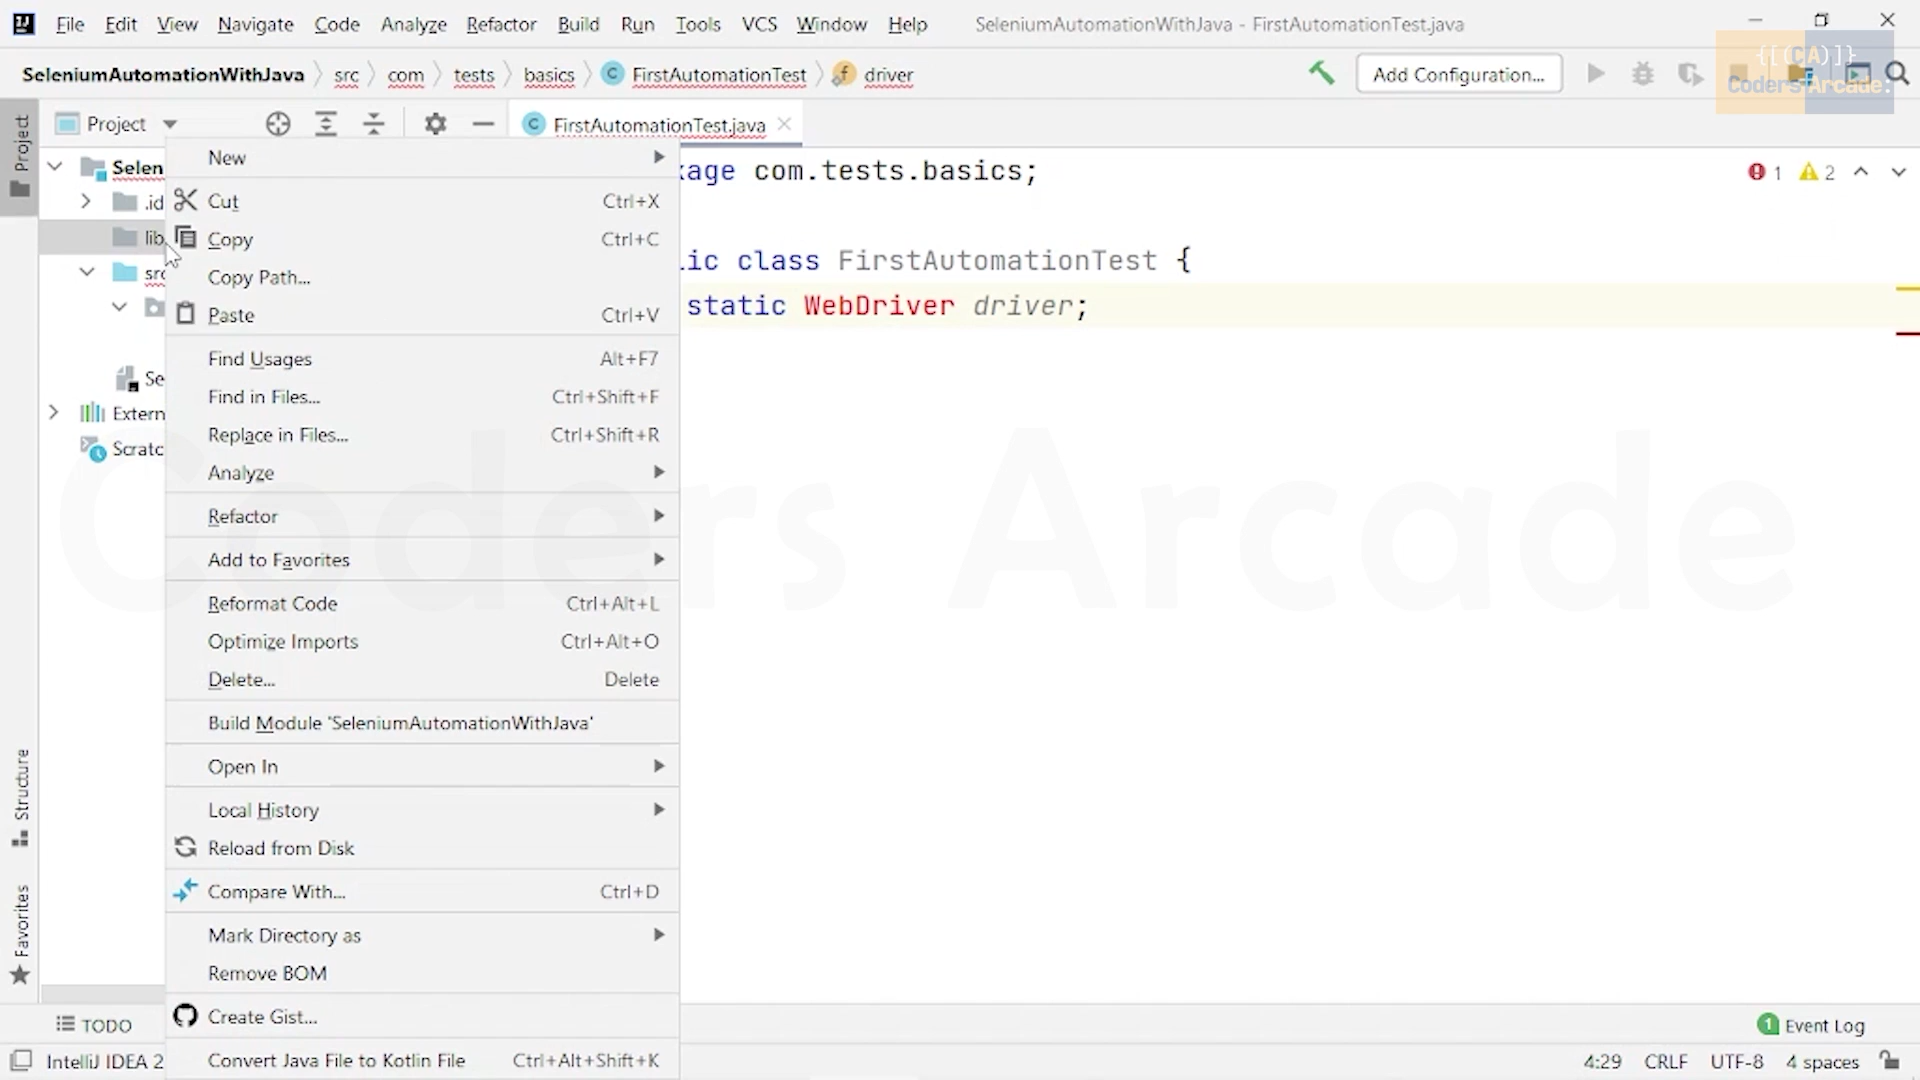 File Edit View Navigate Code Analyze Refactor Build Run Tools VCS Window Help SeleniumAutomationWithJava - FirstAutomationTest.java
SeleniumAutomationWithJava src com tests basics FirstAutomationTest driver Add Configuration...
{[(CA)]}
Coders Arcade:
Project
Project FirstAutomationTest.java
Selen
.id
lib
src
Se
Extern
Scratc
New
Cut Ctrl+X
Copy Ctrl+C
Copy Path...
Paste Ctrl+V
Find Usages Alt+F7
Find in Files... Ctrl+Shift+F
Replace in Files... Ctrl+Shift+R
Analyze
Refactor
Add to Favorites
Reformat Code Ctrl+Alt+L
Optimize Imports Ctrl+Alt+O
Delete... Delete
Build Module 'SeleniumAutomationWithJava'
Open In
Local History
Reload from Disk
Compare With... Ctrl+D
Mark Directory as
Remove BOM
Create Gist...
Convert Java File to Kotlin File Ctrl+Alt+Shift+K
kage com.tests.basics;
lic class FirstAutomationTest {
static WebDriver driver;
1 2
Coders Arcade
Structure
Favorites
TODO
1 Event Log
IntelliJ IDEA 2
4:29 CRLF UTF-8 4 spaces